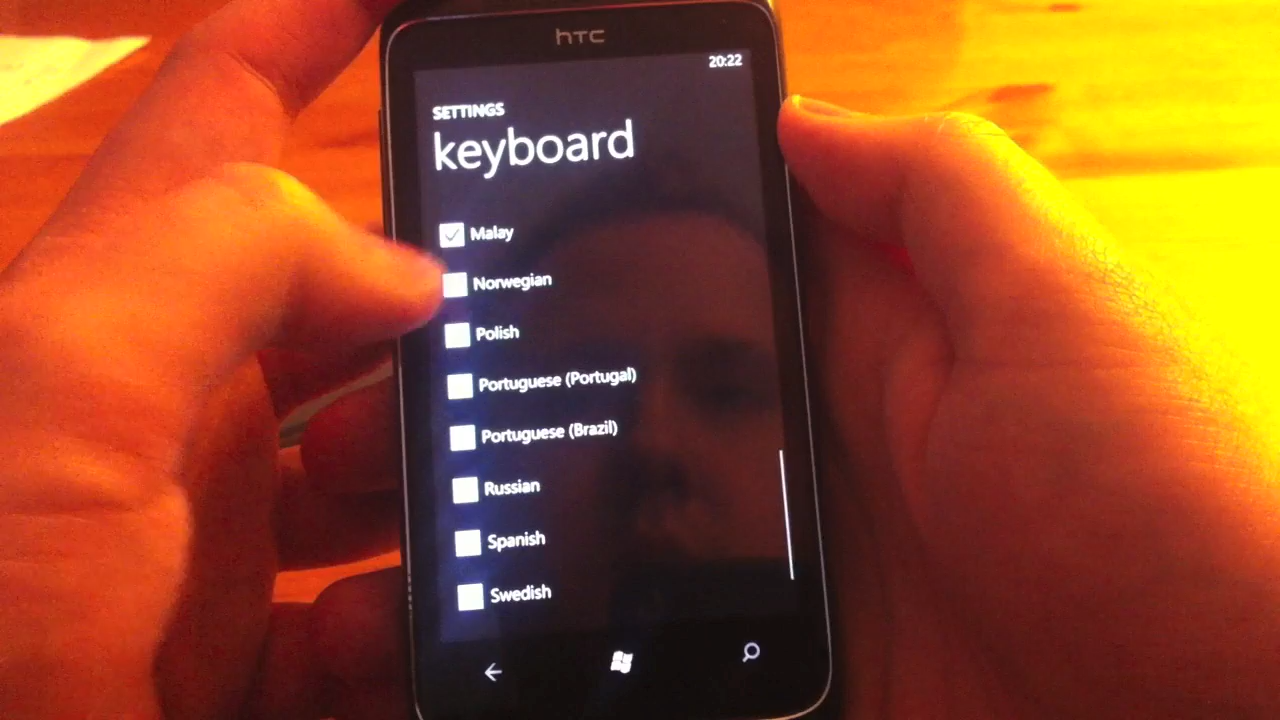 hTC
20:22
SETTINGS
keyboard
Malay
Norwegian
Polish
Portuguese (Portugal)
Portuguese (Brazil)
Russian
Spanish
Swedish